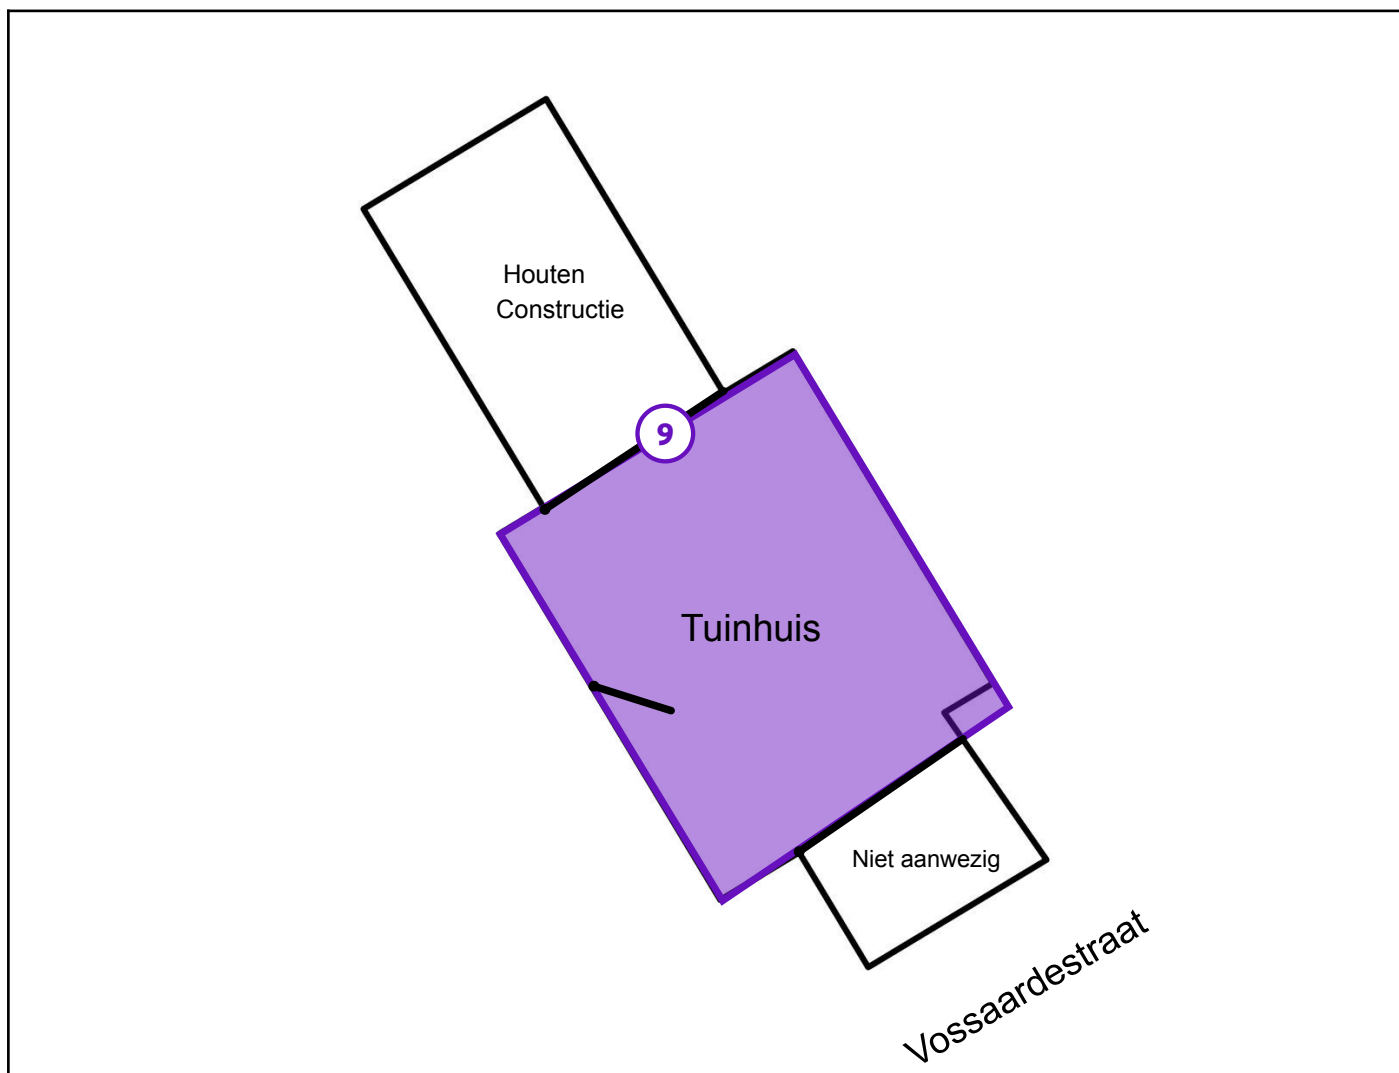 Houten
Constructie
9
Tuinhuis
Niet aanwezig
Vossaardestraat